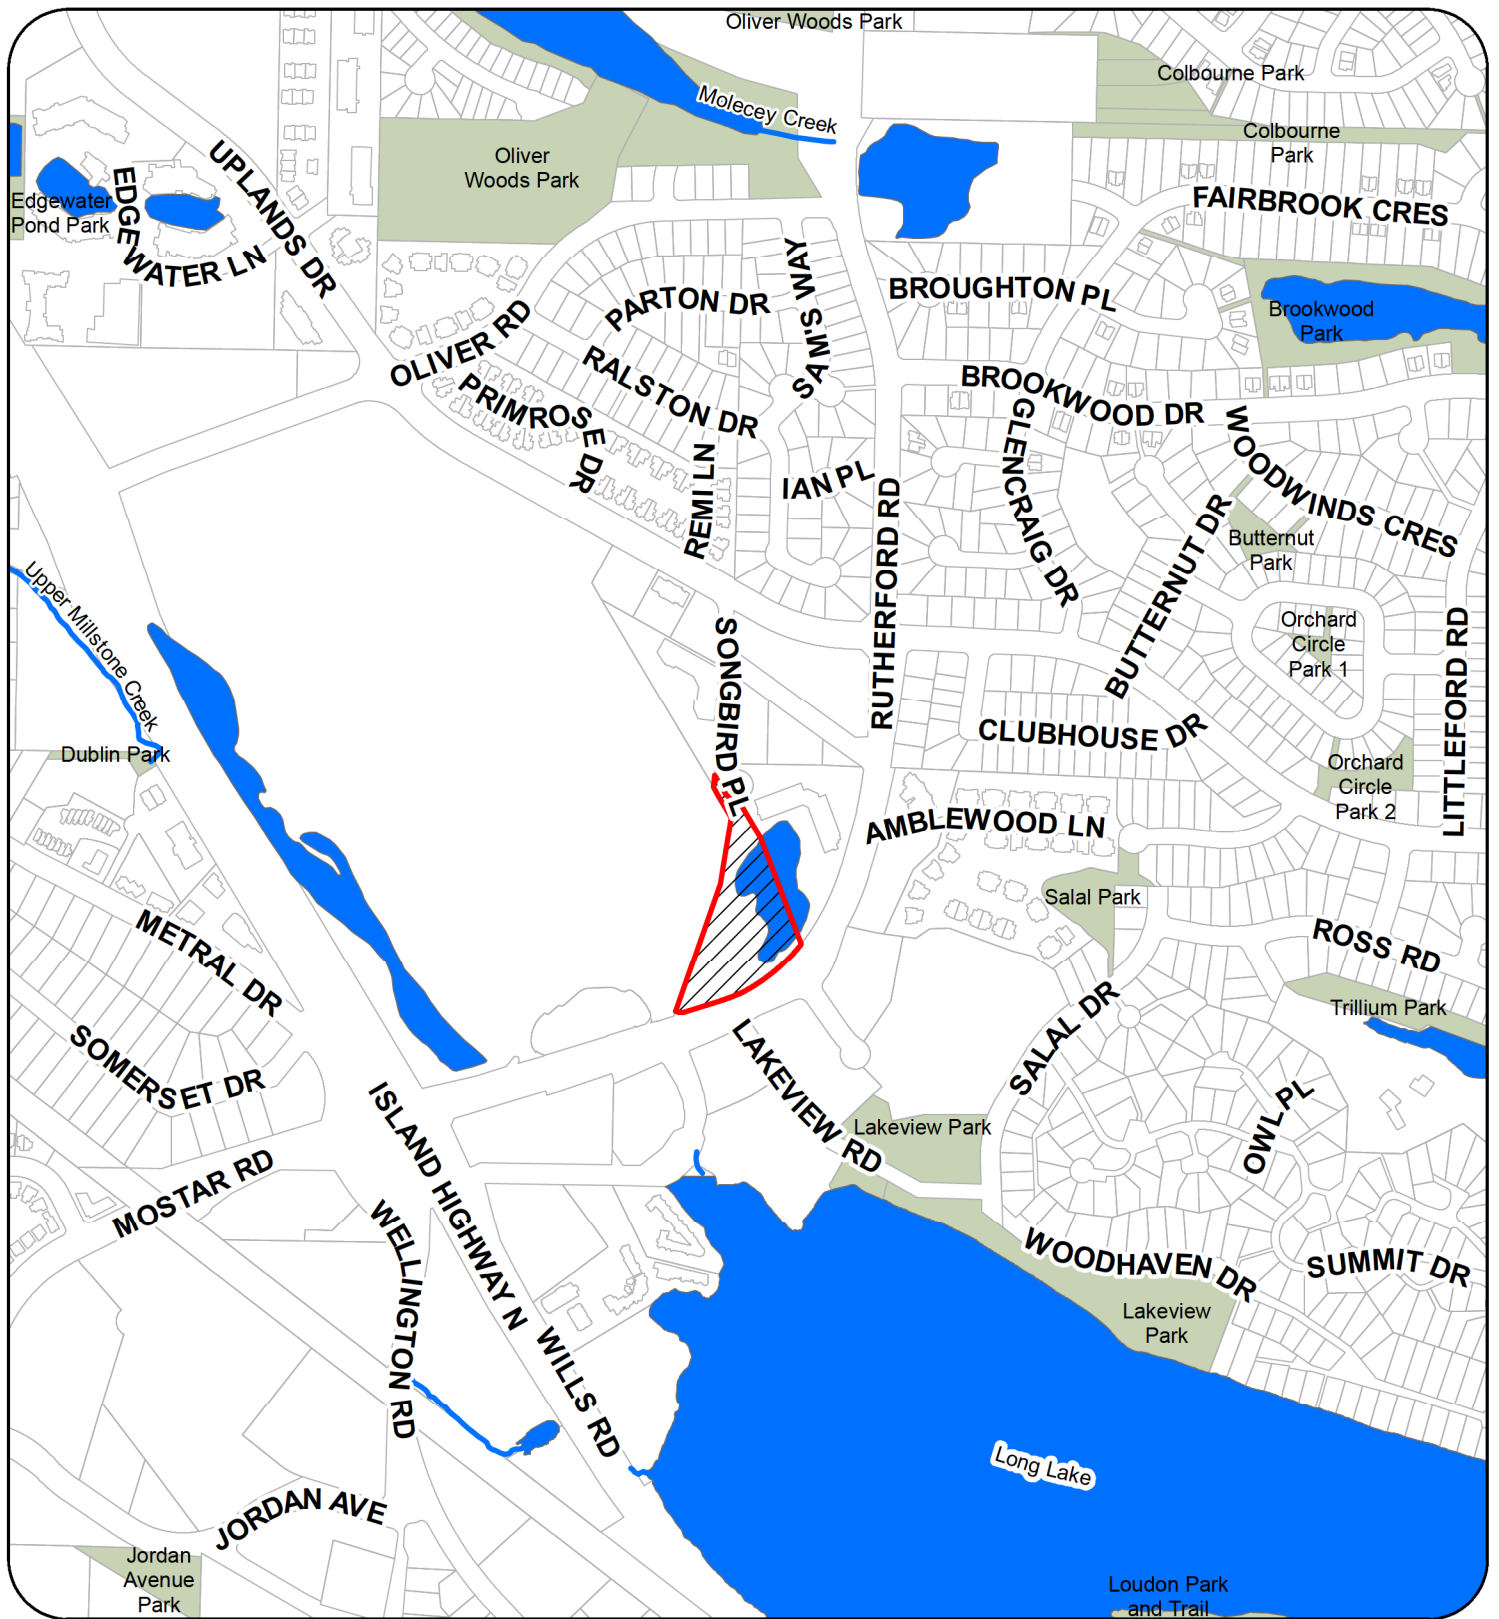 Oliver Woods Park
Colbourne Park
Molecey Creek
Colbourne
Park
Oliver
Woods Park
UPLANDS DR
EDGEWATER LN
Edgewater
Pond Park
FAIRBROOK CRES
SAM'S WAY
PARTON DR
BROUGHTON PL
Brookwood
Park
OLIVER RD
RALSTON DR
PRIMROSE DR
BROOKWOOD DR
GLENCRAIG DR
WOODWINDS CRES
REMI LN
IAN PL
RUTHERFORD RD
BUTTERNUT DR
Butternut
Park
Upper Millstone Creek
Orchard
Circle
Park 1
LITTLEFORD RD
SONGBIRD PL
CLUBHOUSE DR
Dublin Park
Orchard
Circle
Park 2
AMBLEWOOD LN
Salal Park
METRAL DR
ROSS RD
Trillium Park
SALAL DR
SOMERSET DR
LAKEVIEW RD
Lakeview Park
OWL PL
ISLAND HIGHWAY N
MOSTAR RD
WELLINGTON RD
WOODHAVEN DR
SUMMIT DR
Lakeview
Park
WILLS RD
Long Lake
JORDAN AVE
Jordan
Avenue
Park
Loudon Park
and Trail